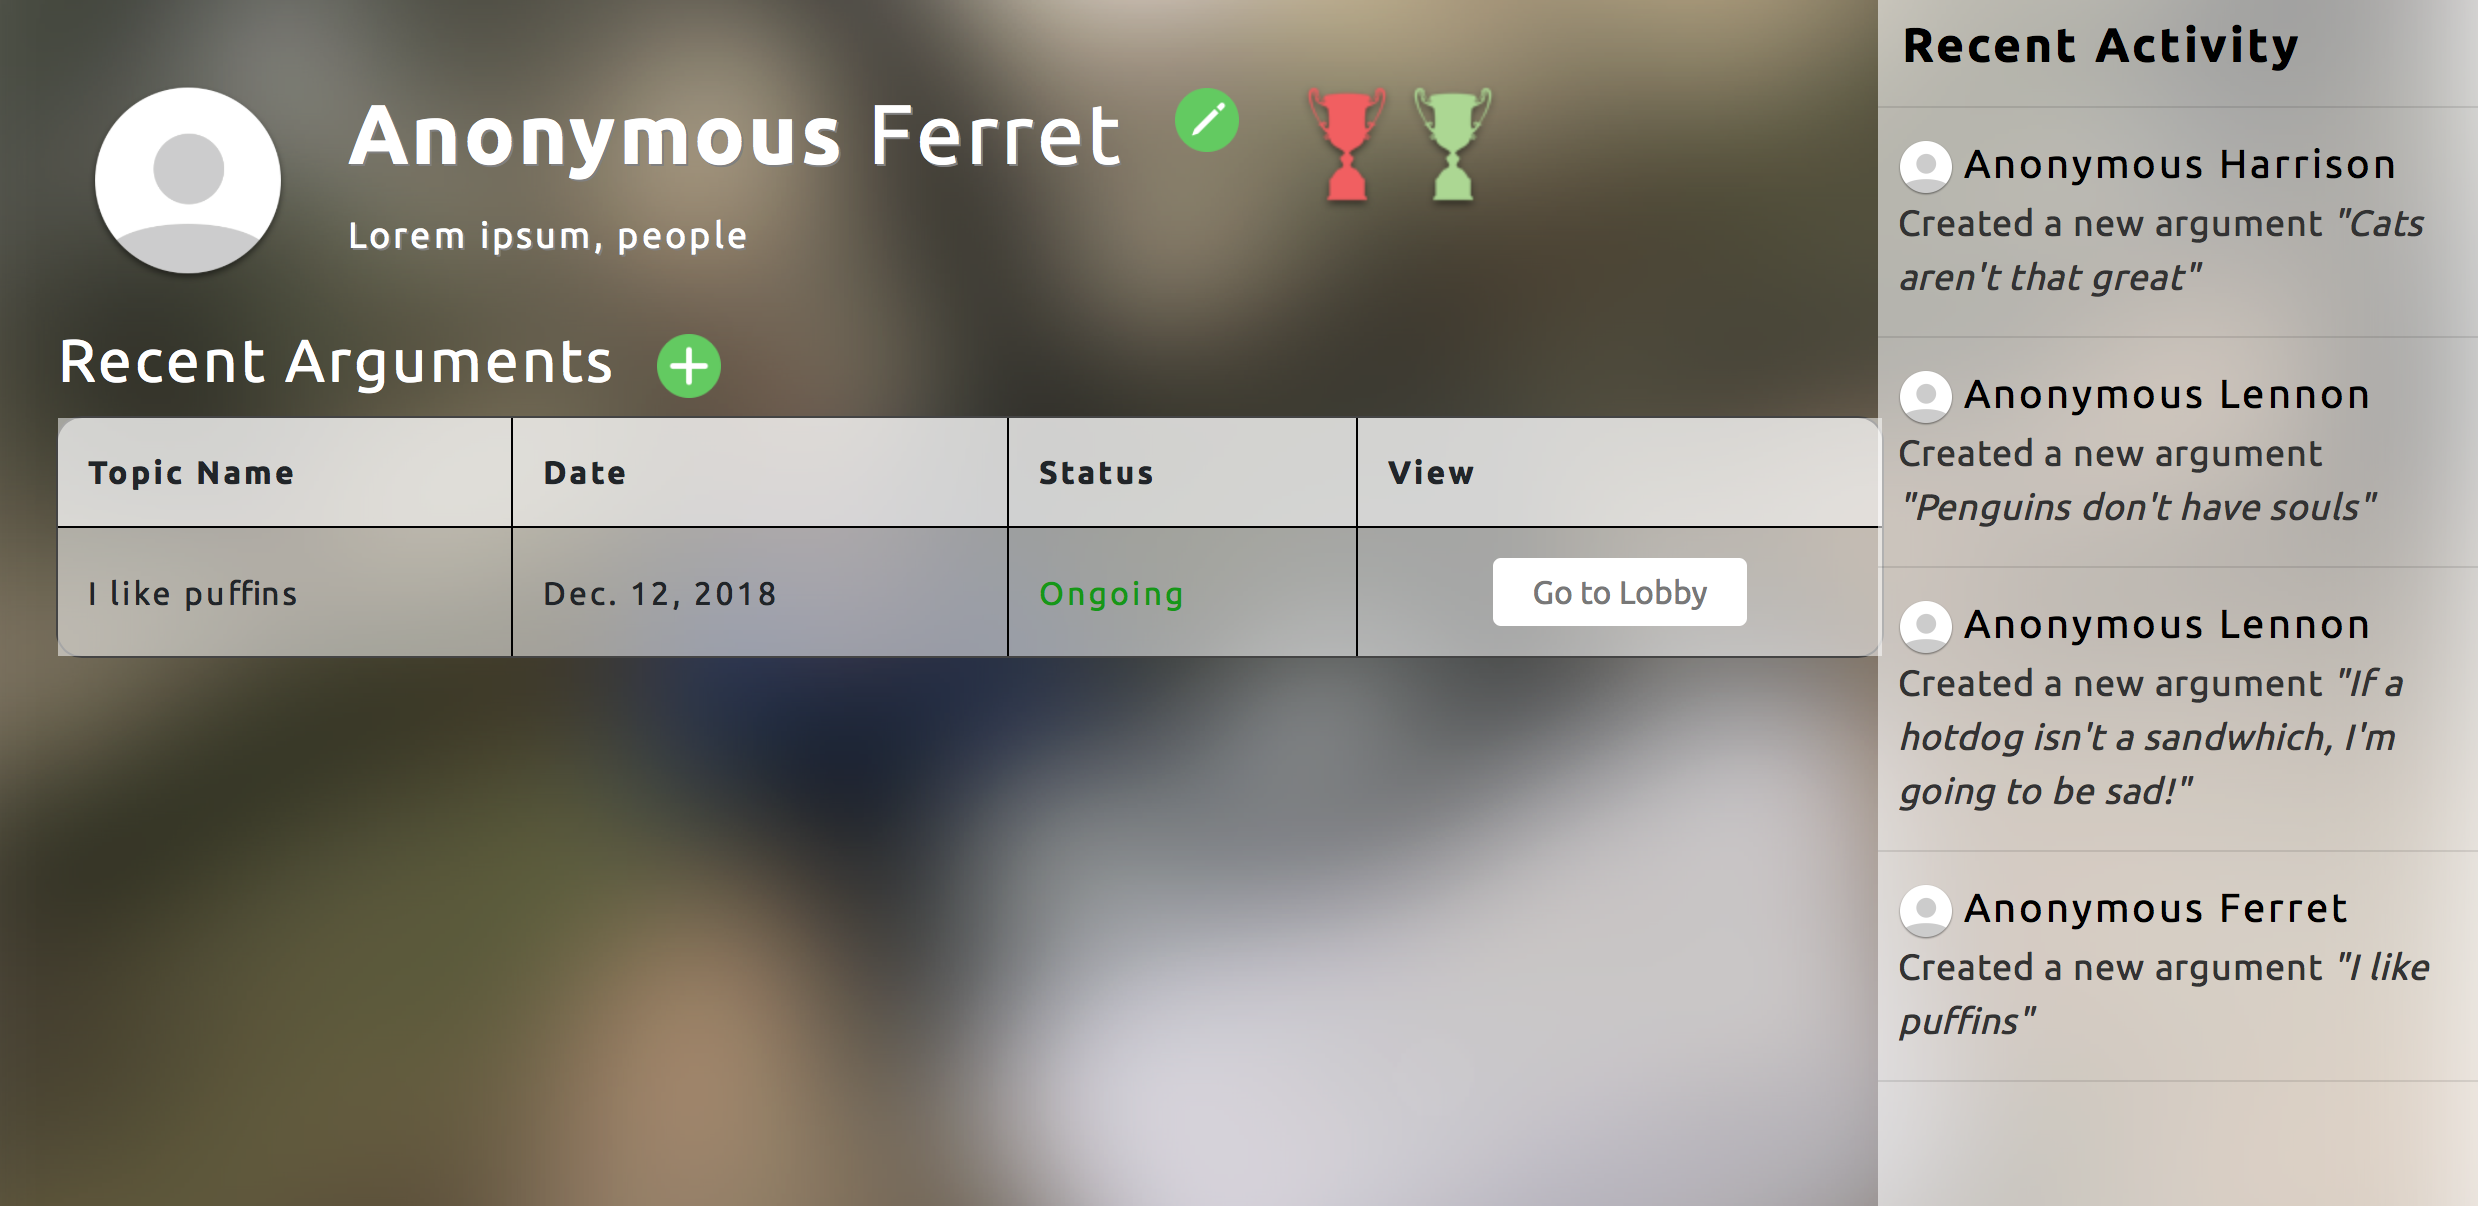 Anonymous Ferret
Lorem ipsum, people
Recent Arguments
Topic Name Date Status View
I like puffins Dec. 12, 2018 Ongoing Go to Lobby
Recent Activity
Anonymous Harrison
Created a new argument "Cats
aren't that great"
Anonymous Lennon
Created a new argument
"Penguins don't have souls"
Anonymous Lennon
Created a new argument "If a
hotdog isn't a sandwhich, I'm
going to be sad!"
Anonymous Ferret
Created a new argument "I like
puffins"